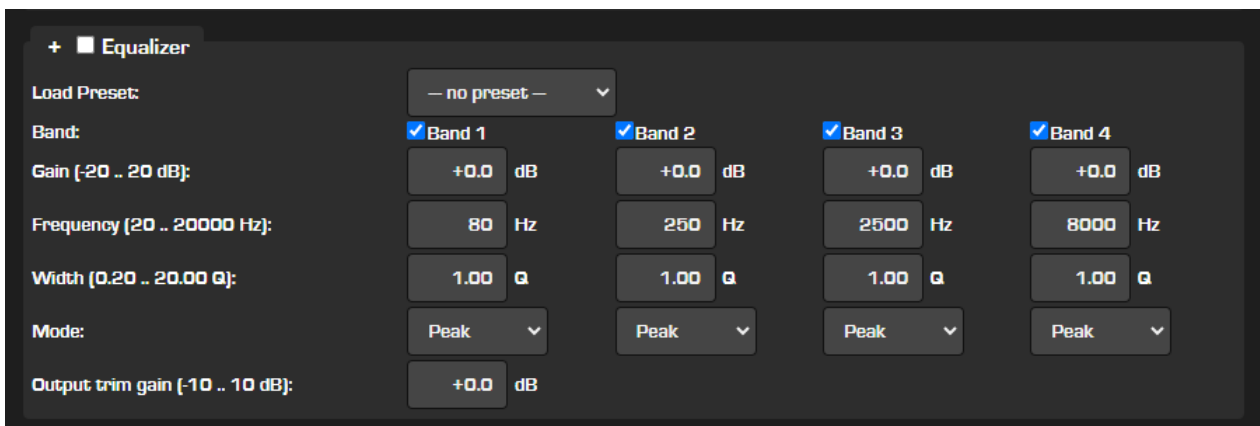 + Equalizer
Load Preset: — no preset —
Band: Band 1 Band 2 Band 3 Band 4
Gain (-20 .. 20 dB): +0.0 dB +0.0 dB +0.0 dB +0.0 dB
Frequency (20 .. 20000 Hz): 80 Hz 250 Hz 2500 Hz 8000 Hz
Width (0.20 .. 20.00 Q): 1.00 Q 1.00 Q 1.00 Q 1.00 Q
Mode: Peak Peak Peak Peak
Output trim gain (-10 .. 10 dB): +0.0 dB